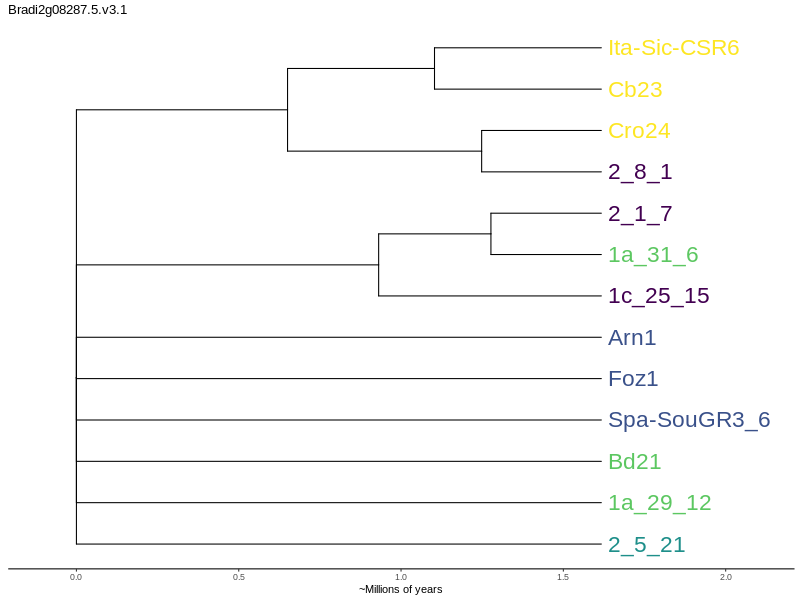 Bradi2g08287.5.v3.1
Ita-Sic-CSR6
Cb23
Cro24
2_8_1
2_1_7
1a_31_6
1c_25_15
Arn1
Foz1
Spa-SouGR3_6
Bd21
1a_29_12
2_5_21
0.0 0.5 1.0 1.5 2.0
~Millions of years